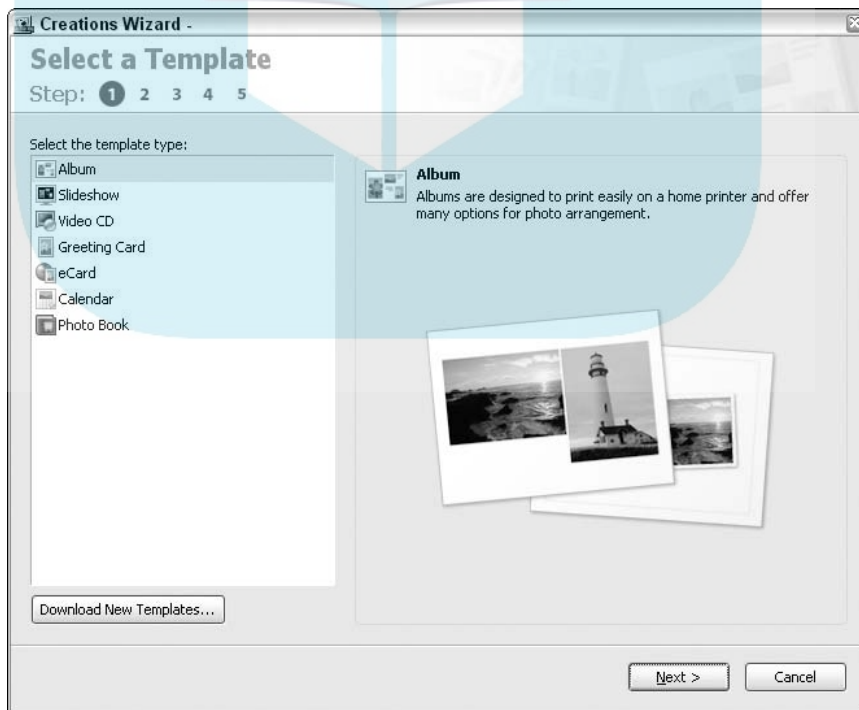 Creations Wizard -
Select a Template
Step: 1 2 3 4 5
Select the template type:
Album
Slideshow
Video CD
Greeting Card
eCard
Calendar
Photo Book
Download New Templates...
Album
Albums are designed to print easily on a home printer and offer
many options for photo arrangement.
Next >
Cancel